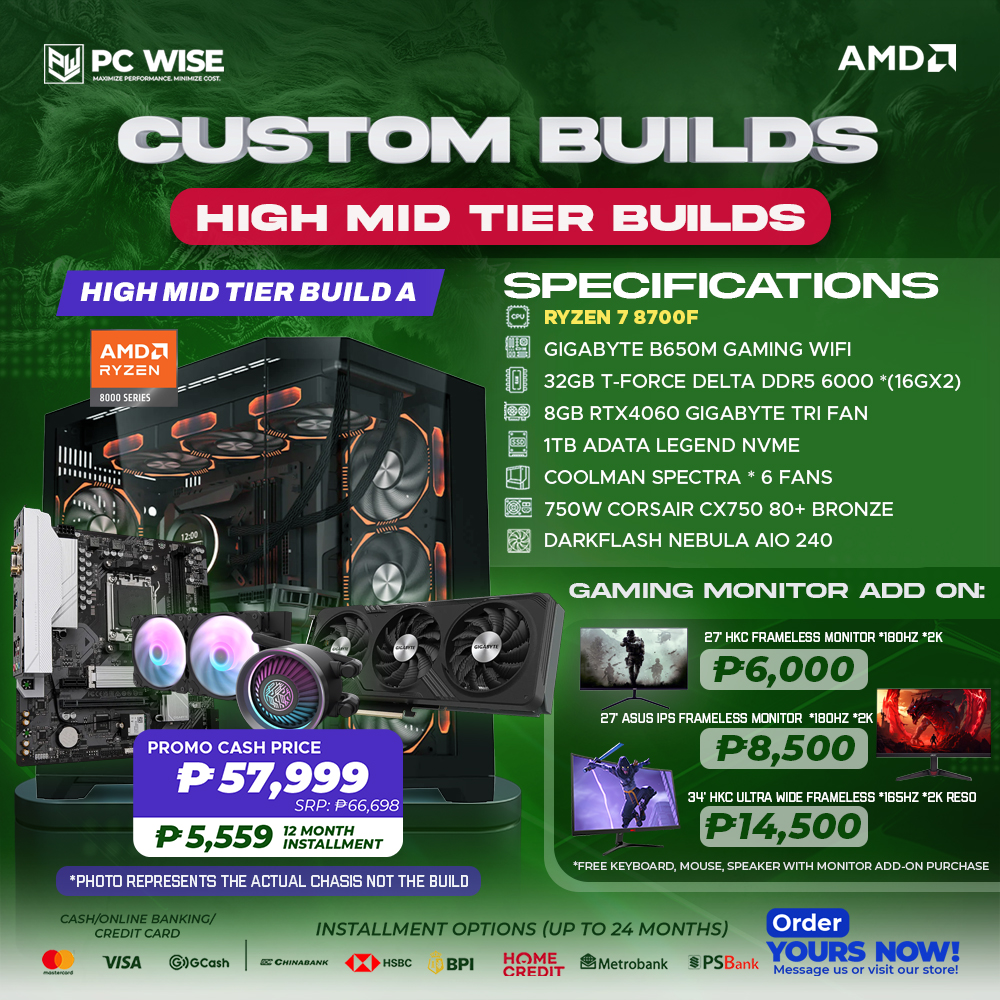 PC WISE
MAXIMIZE PERFORMANCE. MINIMIZE COST.
AMD
CUSTOM BUILDS
HIGH MID TIER BUILDS
HIGH MID TIER BUILD A
AMD
RYZEN
8000 SERIES
SPECIFICATIONS
CPU
RYZEN 7 8700F
GIGABYTE B650M GAMING WIFI
32GB T-FORCE DELTA DDR5 6000 *(16GX2)
8GB RTX4060 GIGABYTE TRI FAN
SSD
1TB ADATA LEGEND NVME
COOLMAN SPECTRA * 6 FANS
750W CORSAIR CX750 80+ BRONZE
DARKFLASH NEBULA AIO 240
12:00
GIGABYTE
GIGABYTE
GIGABYTE
GAMING MONITOR ADD ON:
27' HKC FRAMELESS MONITOR *180HZ *2K
₱6,000
27' ASUS IPS FRAMELESS MONITOR *180HZ *2K
₱8,500
34' HKC ULTRA WIDE FRAMELESS *165HZ *2K RESO
₱14,500
*FREE KEYBOARD, MOUSE, SPEAKER WITH MONITOR ADD-ON PURCHASE
PROMO CASH PRICE
₱57,999
SRP: ₱66,698
₱5,559 12 MONTH
INSTALLMENT
*PHOTO REPRESENTS THE ACTUAL CHASIS NOT THE BUILD
CASH/ONLINE BANKING/
CREDIT CARD
mastercard
VISA
GCash
INSTALLMENT OPTIONS (UP TO 24 MONTHS)
CHINABANK
HSBC
BPI
HOME
CREDIT
Metrobank
PSBank
Order
YOURS NOW!
Message us or visit our store!